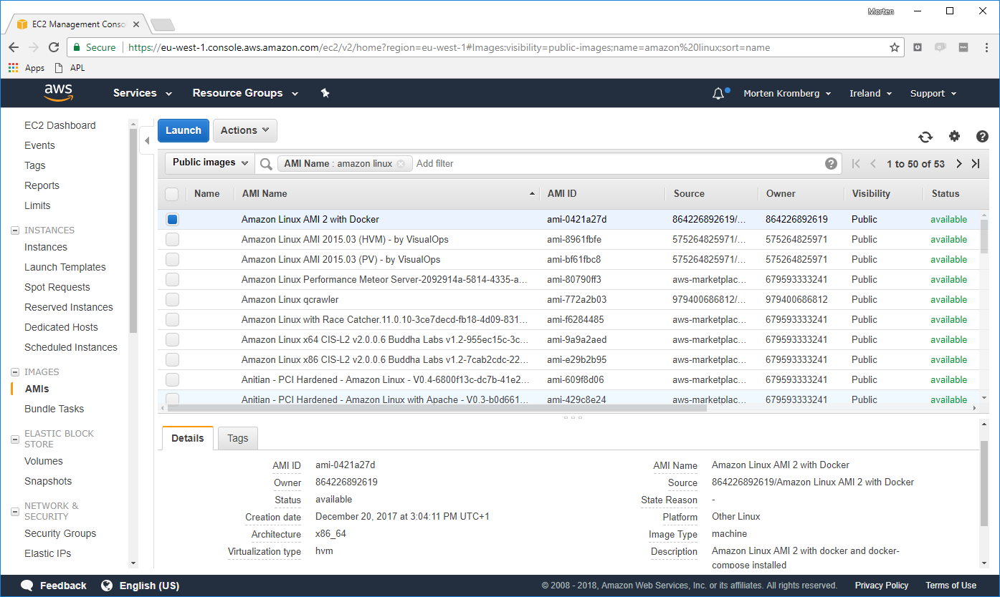 Morten
EC2 Management Conso
Secure https://eu-west-1.console.aws.amazon.com/ec2/v2/home?region=eu-west-1#Images:visibility=public-images;name=amazon%20linux;sort=name
Apps APL
aws Services Resource Groups Morten Kromberg Ireland Support
EC2 Dashboard
Events
Tags
Reports
Limits
INSTANCES
Instances
Launch Templates
Spot Requests
Reserved Instances
Dedicated Hosts
Scheduled Instances
IMAGES
AMIs
Bundle Tasks
ELASTIC BLOCK
STORE
Volumes
Snapshots
NETWORK &
SECURITY
Security Groups
Elastic IPs
Launch Actions
Public images AMI Name : amazon linux Add filter 1 to 50 of 53
Name AMI Name AMI ID Source Owner Visibility Status
Amazon Linux AMI 2 with Docker ami-0421a27d 864226892619/... 864226892619 Public available
Amazon Linux AMI 2015.03 (HVM) - by VisualOps ami-8961fbfe 575264825971/... 575264825971 Public available
Amazon Linux AMI 2015.03 (PV) - by VisualOps ami-bf61fbc8 575264825971/... 575264825971 Public available
Amazon Linux Performance Meteor Server-2092914a-5814-4335-a... ami-80790ff3 aws-marketplac... 679593333241 Public available
Amazon Linux qcrawler ami-772a2b03 979400686812/... 979400686812 Public available
Amazon Linux with Race Catcher.11.0.10-3ce7decd-fb18-4d09-831... ami-f6284485 aws-marketplac... 679593333241 Public available
Amazon Linux x64 CIS-L2 v2.0.0.6 Buddha Labs v1.2-955ec15c-3c... ami-9a9a2aed aws-marketplac... 679593333241 Public available
Amazon Linux x86 CIS-L2 v2.0.0.6 Buddha Labs v1.2-7cab2cdc-22... ami-e29b2b95 aws-marketplac... 679593333241 Public available
Anitian - PCI Hardened - Amazon Linux - V0.4-6800f13c-dc7b-41e2... ami-609f8d06 aws-marketplac... 679593333241 Public available
Anitian - PCI Hardened - Amazon Linux with Apache - V0.3-b0d661... ami-429c8e24 aws-marketplac... 679593333241 Public available
Details Tags
AMI ID ami-0421a27d AMI Name Amazon Linux AMI 2 with Docker
Owner 864226892619 Source 864226892619/Amazon Linux AMI 2 with Docker
Status available State Reason -
Creation date December 20, 2017 at 3:04:11 PM UTC+1 Platform Other Linux
Architecture x86_64 Image Type machine
Virtualization type hvm Description Amazon Linux AMI 2 with docker and docker-
compose installed
Feedback English (US) © 2008 - 2018, Amazon Web Services, Inc. or its affiliates. All rights reserved. Privacy Policy Terms of Use